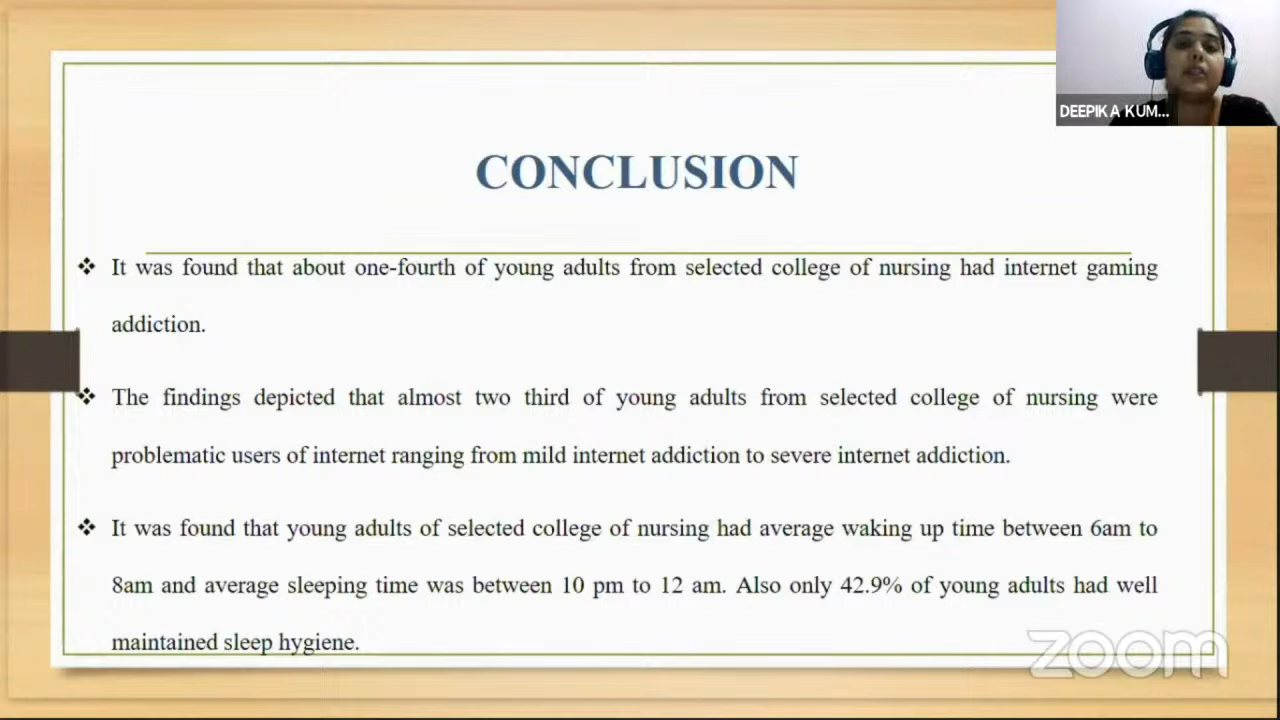 DEEPIKA KUM...
CONCLUSION
❖ It was found that about one-fourth of young adults from selected college of nursing had internet gaming
addiction.
❖ The findings depicted that almost two third of young adults from selected college of nursing were
problematic users of internet ranging from mild internet addiction to severe internet addiction.
❖ It was found that young adults of selected college of nursing had average waking up time between 6am to
8am and average sleeping time was between 10 pm to 12 am. Also only 42.9% of young adults had well
maintained sleep hygiene.
zoom